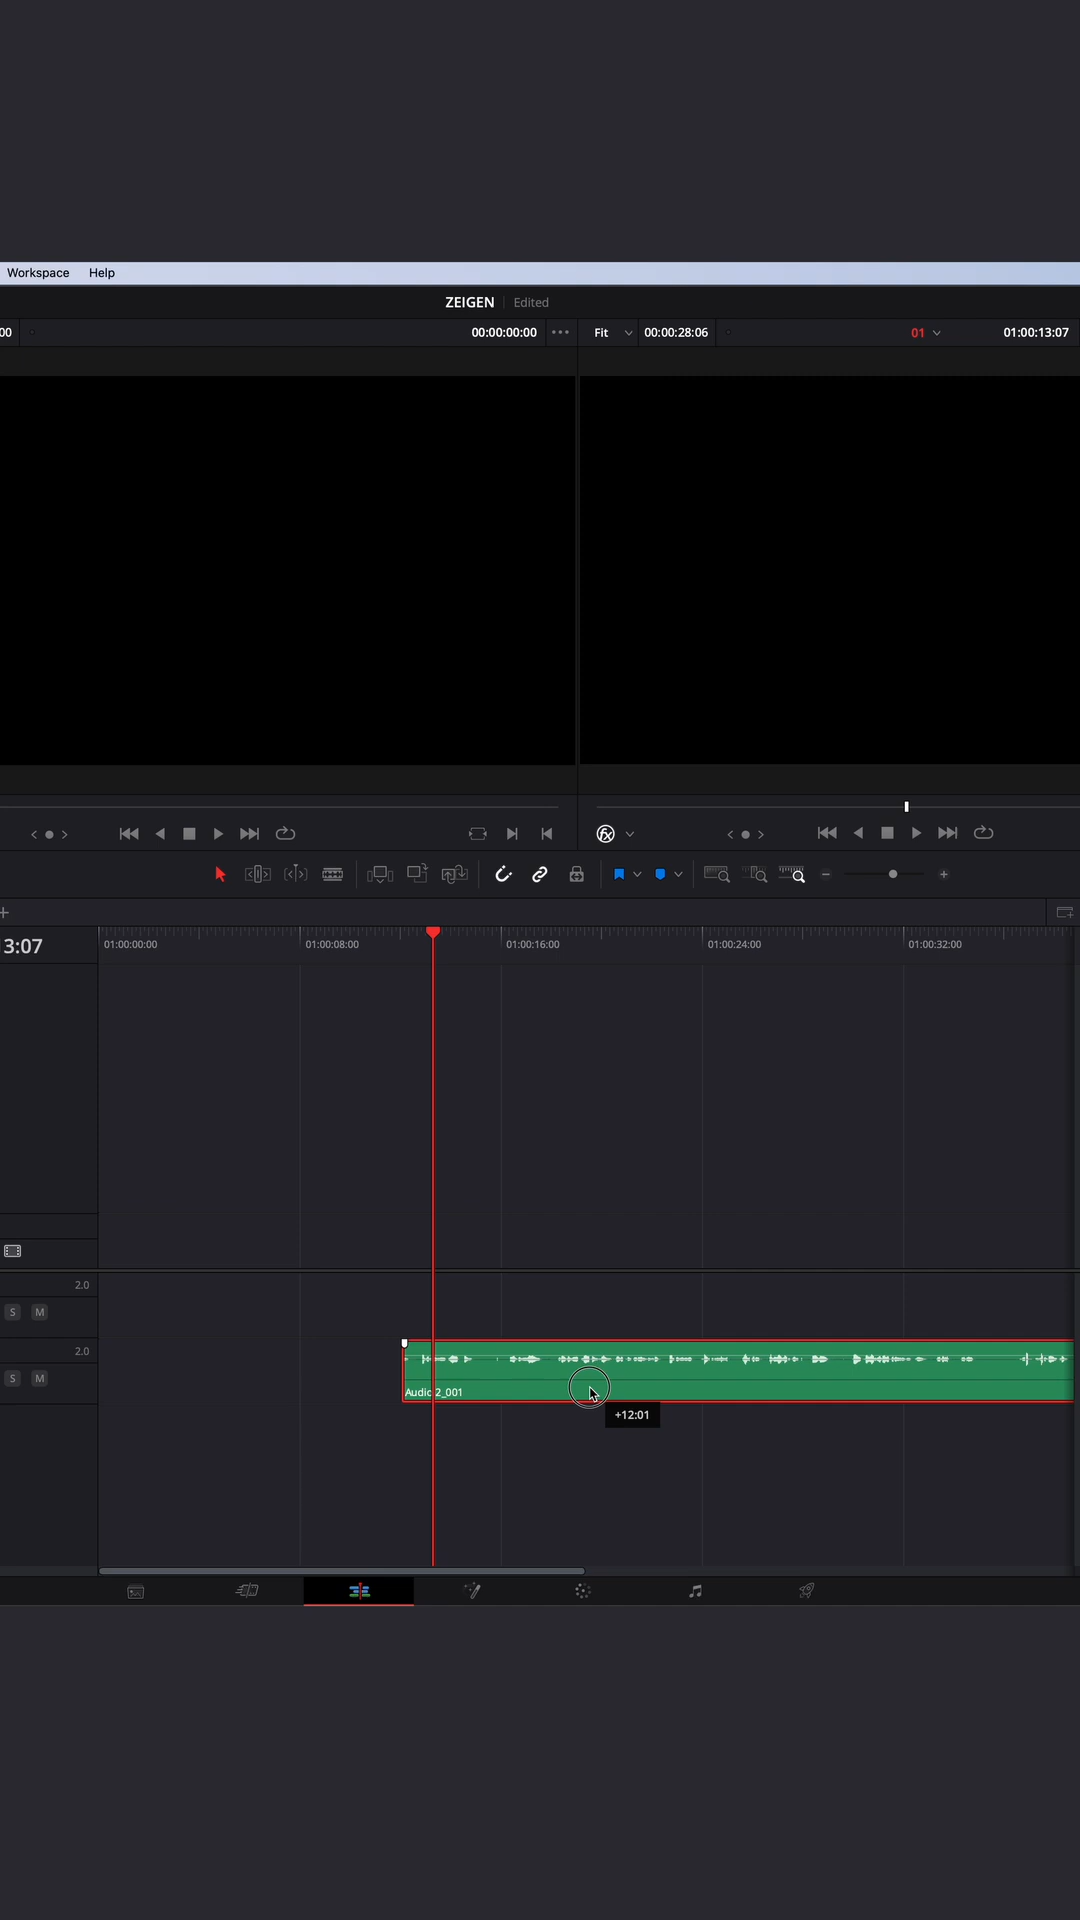 Workspace Help
ZEIGEN Edited
00 00:00:00:00 Fit 00:00:28:06 01 01:00:13:07
3:07 01:00:00:00 01:00:08:00 01:00:16:00 01:00:24:00 01:00:32:00
2.0
S M
2.0
S M
Audio 2_001
+12:01